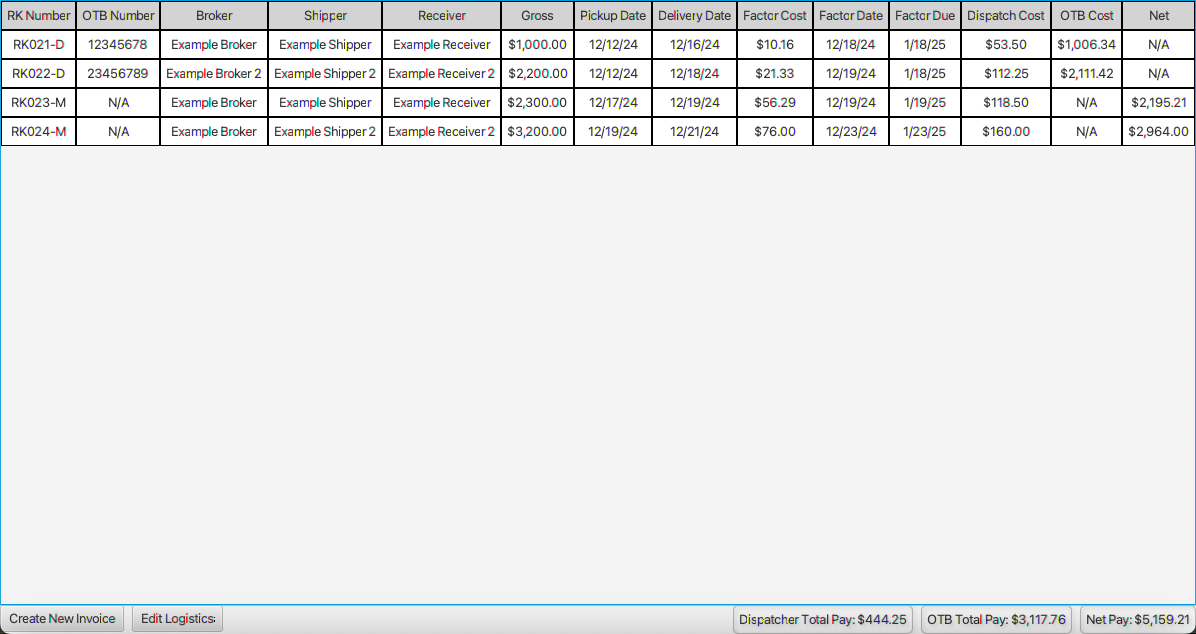 RK Number OTB Number Broker Shipper Receiver Gross Pickup Date Delivery Date Factor Cost Factor Date Factor Due Dispatch Cost OTB Cost Net
RK021-D 12345678 Example Broker Example Shipper Example Receiver $1,000.00 12/12/24 12/16/24 $10.16 12/18/24 1/18/25 $53.50 $1,006.34 N/A
RK022-D 23456789 Example Broker 2 Example Shipper 2 Example Receiver 2 $2,200.00 12/12/24 12/18/24 $21.33 12/19/24 1/18/25 $112.25 $2,111.42 N/A
RK023-M N/A Example Broker Example Shipper Example Receiver $2,300.00 12/17/24 12/19/24 $56.29 12/19/24 1/19/25 $118.50 N/A $2,195.21
RK024-M N/A Example Broker Example Shipper 2 Example Receiver 2 $3,200.00 12/19/24 12/21/24 $76.00 12/23/24 1/23/25 $160.00 N/A $2,964.00
Create New Invoice Edit Logistics: Dispatcher Total Pay: $444.25 OTB Total Pay: $3,117.76 Net Pay: $5,159.21